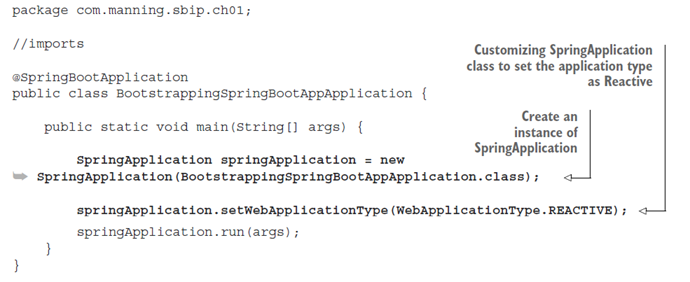 package com.manning.sbip.ch01;
//imports
Customizing SpringApplication
class to set the application type
as Reactive
@SpringBootApplication
public class BootstrappingSpringBootAppApplication {
Create an
instance of
SpringApplication
public static void main(String[] args) {
SpringApplication springApplication = new
SpringApplication(BootstrappingSpringBootAppApplication.class);
springApplication.setWebApplicationType(WebApplicationType.REACTIVE);
springApplication.run(args);
}
}